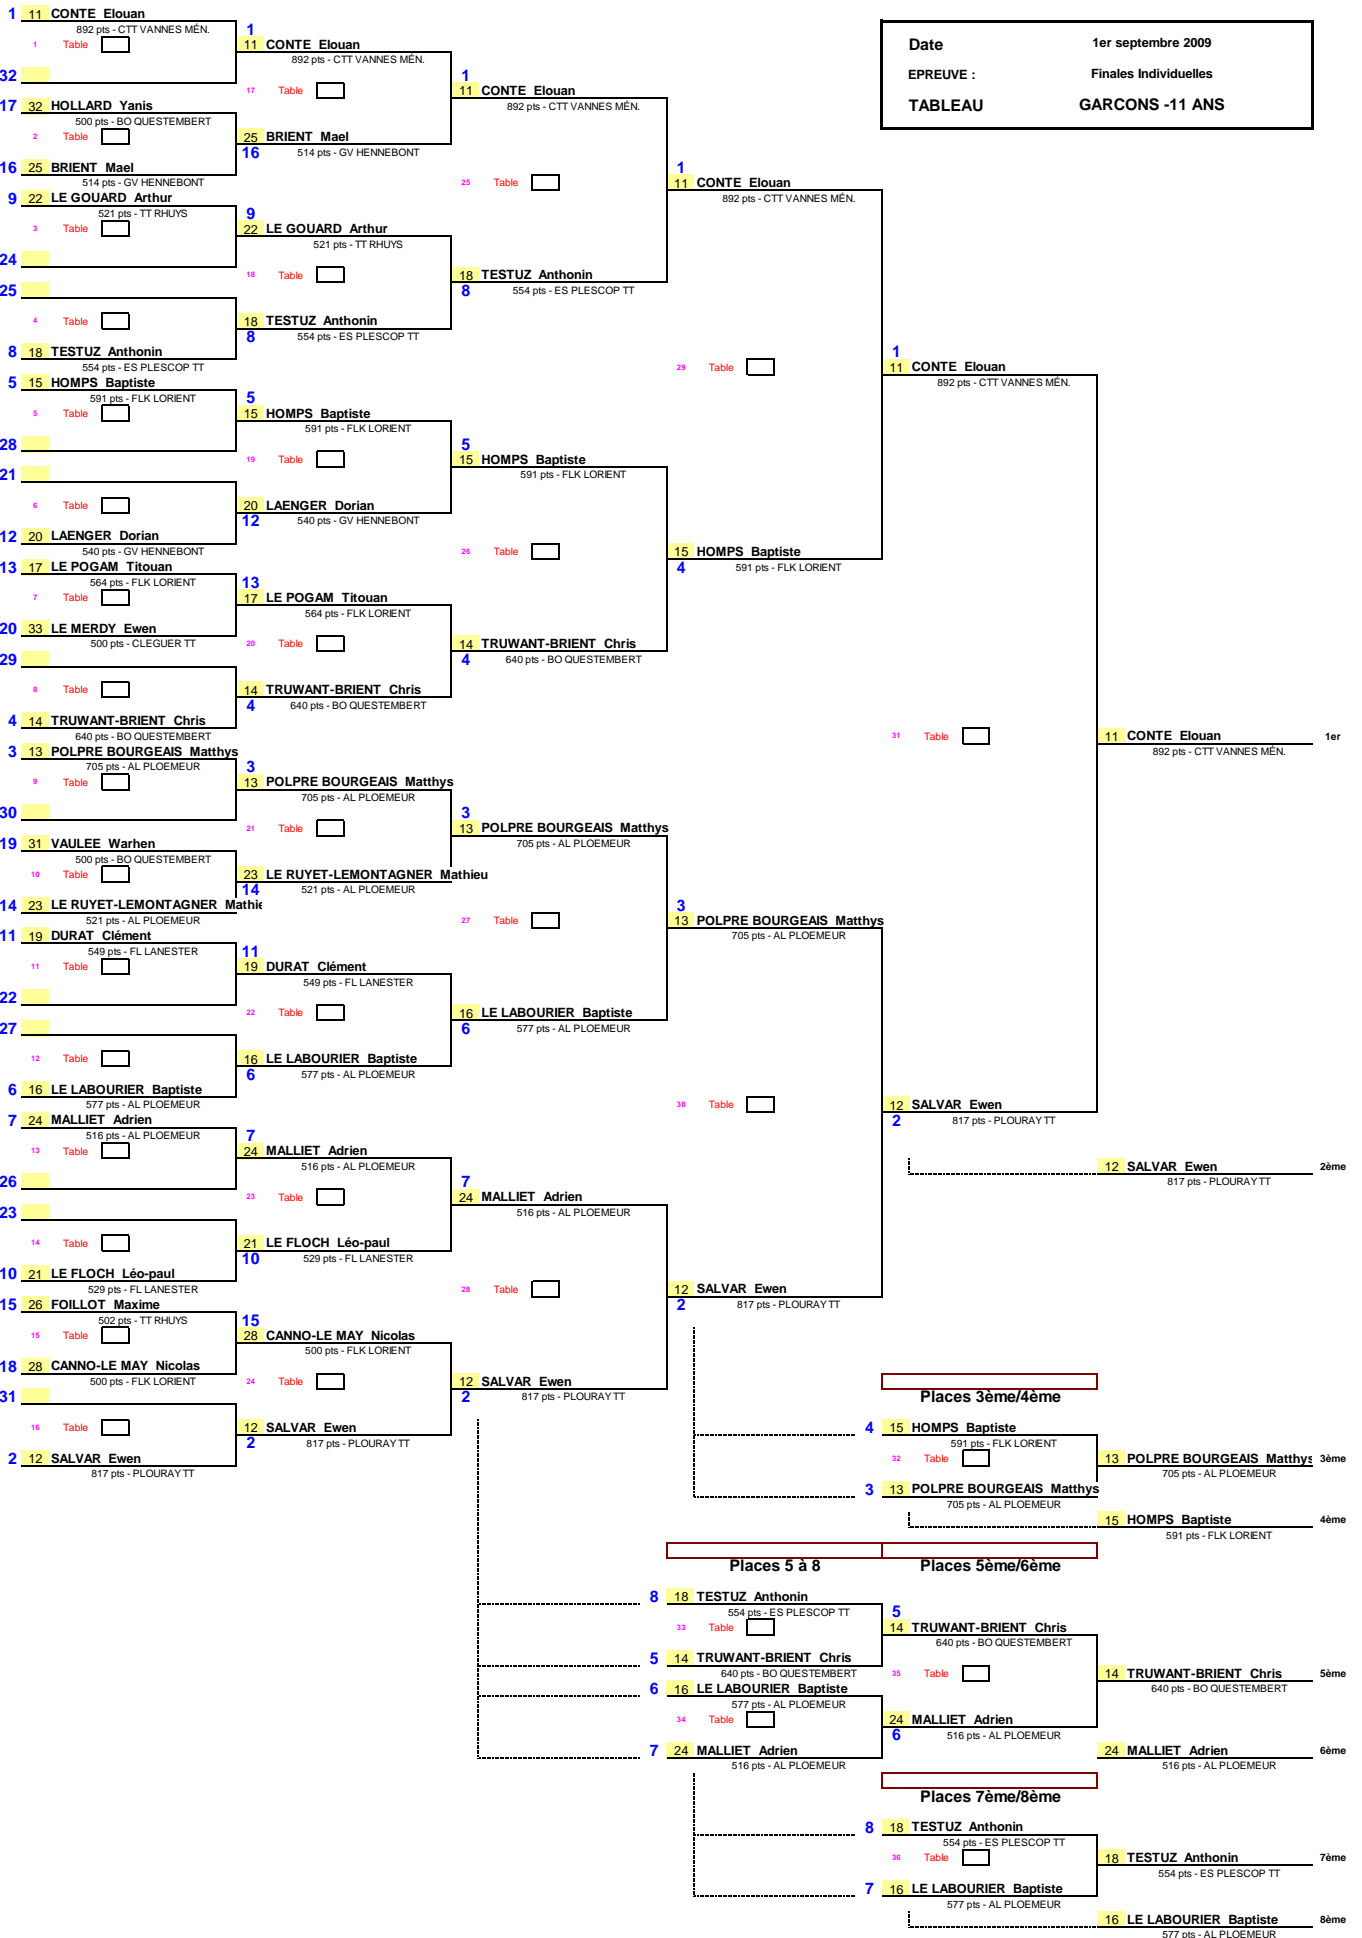 Date 1er septembre 2009
EPREUVE : Finales Individuelles
TABLEAU GARCONS -11 ANS
1 11 CONTE Elouan
892 pts - CTT VANNES MÉN.
1 Table
32
17 32 HOLLARD Yanis
500 pts - BO QUESTEMBERT
2 Table
16 25 BRIENT Mael
514 pts - GV HENNEBONT
9 22 LE GOUARD Arthur
521 pts - TT RHUYS
3 Table
24
25
4 Table
8 18 TESTUZ Anthonin
554 pts - ES PLESCOP TT
5 15 HOMPS Baptiste
591 pts - FLK LORIENT
5 Table
28
21
6 Table
12 20 LAENGER Dorian
540 pts - GV HENNEBONT
13 17 LE POGAM Titouan
564 pts - FLK LORIENT
7 Table
20 33 LE MERDY Ewen
500 pts - CLEGUER TT
29
8 Table
4 14 TRUWANT-BRIENT Chris
640 pts - BO QUESTEMBERT
3 13 POLPRE BOURGEAIS Matthys
705 pts - AL PLOEMEUR
9 Table
30
19 31 VAULEE Warhen
500 pts - BO QUESTEMBERT
10 Table
14 23 LE RUYET-LEMONTAGNER Mathie
521 pts - AL PLOEMEUR
11 19 DURAT Clément
549 pts - FL LANESTER
11 Table
22
27
12 Table
6 16 LE LABOURIER Baptiste
577 pts - AL PLOEMEUR
7 24 MALLIET Adrien
516 pts - AL PLOEMEUR
13 Table
26
23
14 Table
10 21 LE FLOCH Léo-paul
529 pts - FL LANESTER
15 26 FOILLOT Maxime
502 pts - TT RHUYS
15 Table
18 28 CANNO-LE MAY Nicolas
500 pts - FLK LORIENT
31
16 Table
2 12 SALVAR Ewen
817 pts - PLOURAY TT
1
11 CONTE Elouan
892 pts - CTT VANNES MÉN.
17 Table
25 BRIENT Mael
16 514 pts - GV HENNEBONT
9
22 LE GOUARD Arthur
521 pts - TT RHUYS
18 Table
18 TESTUZ Anthonin
8 554 pts - ES PLESCOP TT
5
15 HOMPS Baptiste
591 pts - FLK LORIENT
19 Table
20 LAENGER Dorian
12 540 pts - GV HENNEBONT
13
17 LE POGAM Titouan
564 pts - FLK LORIENT
20 Table
14 TRUWANT-BRIENT Chris
4 640 pts - BO QUESTEMBERT
3
13 POLPRE BOURGEAIS Matthys
705 pts - AL PLOEMEUR
21 Table
23 LE RUYET-LEMONTAGNER Mathieu
14 521 pts - AL PLOEMEUR
11
19 DURAT Clément
549 pts - FL LANESTER
22 Table
16 LE LABOURIER Baptiste
6 577 pts - AL PLOEMEUR
7
24 MALLIET Adrien
516 pts - AL PLOEMEUR
23 Table
21 LE FLOCH Léo-paul
10 529 pts - FL LANESTER
15
28 CANNO-LE MAY Nicolas
500 pts - FLK LORIENT
24 Table
12 SALVAR Ewen
2 817 pts - PLOURAY TT
1
11 CONTE Elouan
892 pts - CTT VANNES MÉN.
25 Table
18 TESTUZ Anthonin
8 554 pts - ES PLESCOP TT
5
15 HOMPS Baptiste
591 pts - FLK LORIENT
26 Table
14 TRUWANT-BRIENT Chris
4 640 pts - BO QUESTEMBERT
3
13 POLPRE BOURGEAIS Matthys
705 pts - AL PLOEMEUR
27 Table
16 LE LABOURIER Baptiste
6 577 pts - AL PLOEMEUR
7
24 MALLIET Adrien
516 pts - AL PLOEMEUR
28 Table
12 SALVAR Ewen
2 817 pts - PLOURAY TT
1
11 CONTE Elouan
892 pts - CTT VANNES MÉN.
29 Table
15 HOMPS Baptiste
4 591 pts - FLK LORIENT
3
13 POLPRE BOURGEAIS Matthys
705 pts - AL PLOEMEUR
30 Table
12 SALVAR Ewen
2 817 pts - PLOURAY TT
1
11 CONTE Elouan
892 pts - CTT VANNES MÉN.
31 Table
12 SALVAR Ewen
2 817 pts - PLOURAY TT
11 CONTE Elouan 1er
892 pts - CTT VANNES MÉN.
12 SALVAR Ewen 2ème
817 pts - PLOURAY TT
Places 3ème/4ème
4 15 HOMPS Baptiste
591 pts - FLK LORIENT
32 Table
3 13 POLPRE BOURGEAIS Matthys
705 pts - AL PLOEMEUR
13 POLPRE BOURGEAIS Matthys 3ème
705 pts - AL PLOEMEUR
15 HOMPS Baptiste 4ème
591 pts - FLK LORIENT
Places 5 à 8
Places 5ème/6ème
8 18 TESTUZ Anthonin
554 pts - ES PLESCOP TT
33 Table
5 14 TRUWANT-BRIENT Chris
640 pts - BO QUESTEMBERT
6 16 LE LABOURIER Baptiste
577 pts - AL PLOEMEUR
34 Table
7 24 MALLIET Adrien
516 pts - AL PLOEMEUR
5
14 TRUWANT-BRIENT Chris
640 pts - BO QUESTEMBERT
35 Table
24 MALLIET Adrien
6 516 pts - AL PLOEMEUR
14 TRUWANT-BRIENT Chris 5ème
640 pts - BO QUESTEMBERT
24 MALLIET Adrien 6ème
516 pts - AL PLOEMEUR
Places 7ème/8ème
8 18 TESTUZ Anthonin
554 pts - ES PLESCOP TT
36 Table
7 16 LE LABOURIER Baptiste
577 pts - AL PLOEMEUR
18 TESTUZ Anthonin 7ème
554 pts - ES PLESCOP TT
16 LE LABOURIER Baptiste 8ème
577 pts - AL PLOEMEUR